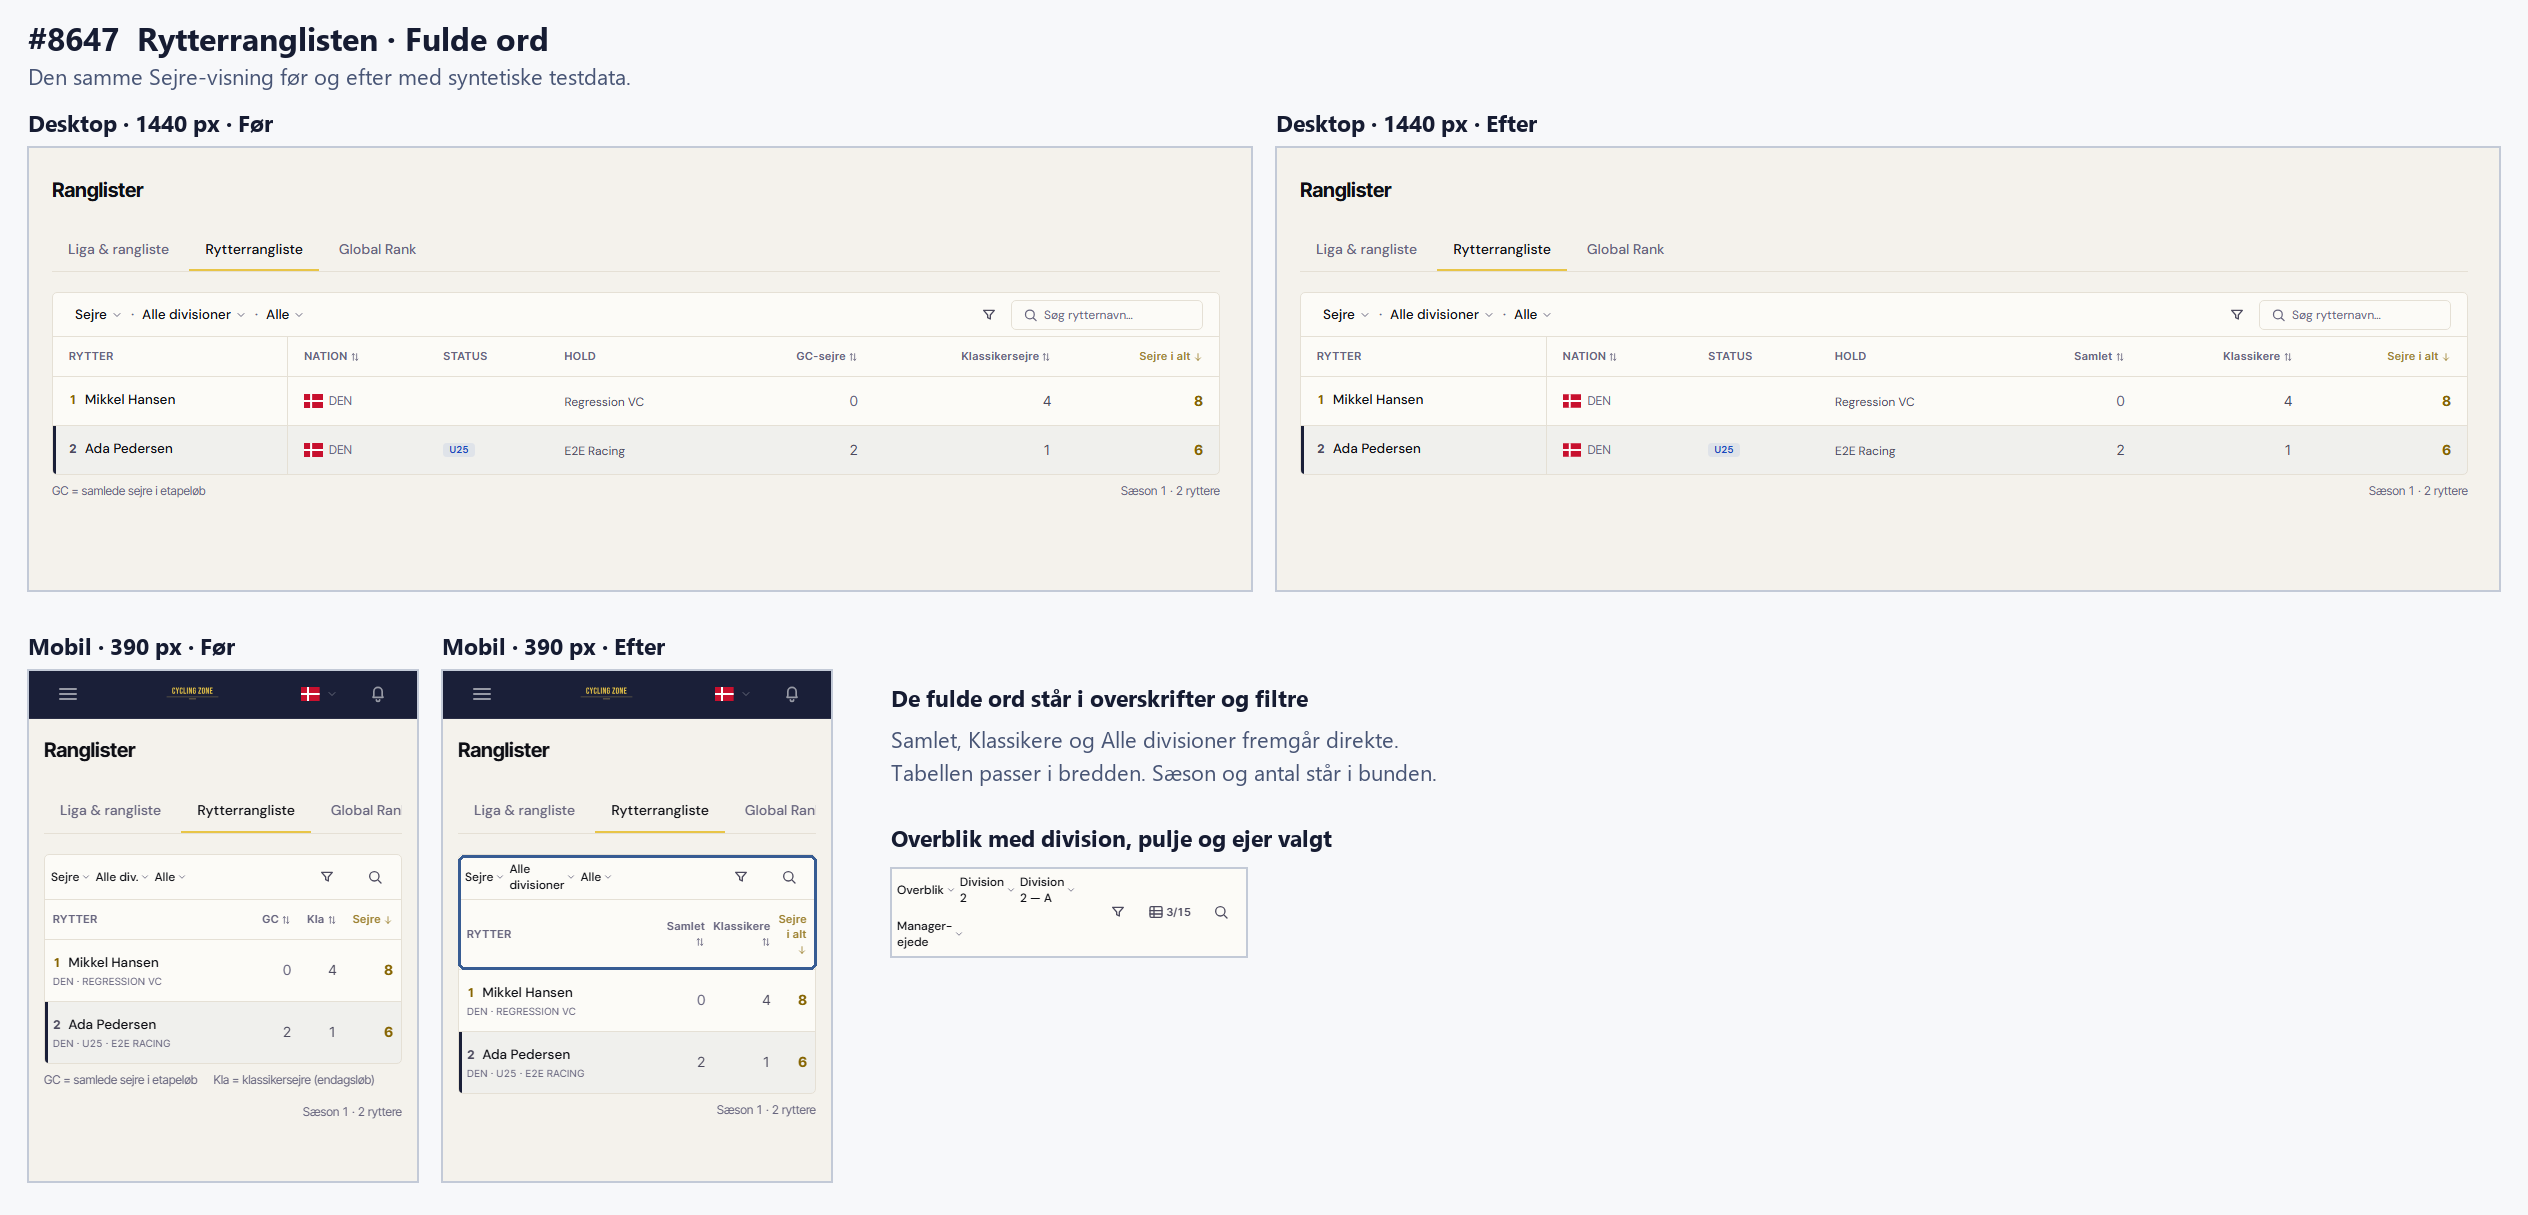 #8647 Rytterranglisten · Fulde ord
Den samme Sejre-visning før og efter med syntetiske testdata.
Desktop · 1440 px · Før
Ranglister
Liga & rangliste Rytterrangliste Global Rank
Sejre · Alle divisioner · Alle Søg rytternavn...
RYTTER NATION STATUS HOLD GC-sejre Klassikersejre Sejre i alt
1 Mikkel Hansen DEN Regression VC 0 4 8
2 Ada Pedersen DEN U25 E2E Racing 2 1 6
GC = samlede sejre i etapeløb Sæson 1 · 2 ryttere
Desktop · 1440 px · Efter
Ranglister
Liga & rangliste Rytterrangliste Global Rank
Sejre · Alle divisioner · Alle Søg rytternavn...
RYTTER NATION STATUS HOLD Samlet Klassikere Sejre i alt
1 Mikkel Hansen DEN Regression VC 0 4 8
2 Ada Pedersen DEN U25 E2E Racing 2 1 6
Sæson 1 · 2 ryttere
Mobil · 390 px · Før
CYCLING ZONE
Ranglister
Liga & rangliste Rytterrangliste Global Ran
Sejre Alle div. Alle
RYTTER GC Kla Sejre
1 Mikkel Hansen 0 4 8
DEN · REGRESSION VC
2 Ada Pedersen 2 1 6
DEN · U25 · E2E RACING
GC = samlede sejre i etapeløb Kla = klassikersejre (endagsløb)
Sæson 1 · 2 ryttere
Mobil · 390 px · Efter
CYCLING ZONE
Ranglister
Liga & rangliste Rytterrangliste Global Ran
Sejre Alle divisioner Alle
RYTTER Samlet Klassikere Sejre i alt
1 Mikkel Hansen 0 4 8
DEN · REGRESSION VC
2 Ada Pedersen 2 1 6
DEN · U25 · E2E RACING
Sæson 1 · 2 ryttere
De fulde ord står i overskrifter og filtre
Samlet, Klassikere og Alle divisioner fremgår direkte.
Tabellen passer i bredden. Sæson og antal står i bunden.
Overblik med division, pulje og ejer valgt
Overblik Division 2 Division 2 — A
3/15
Manager-
ejede